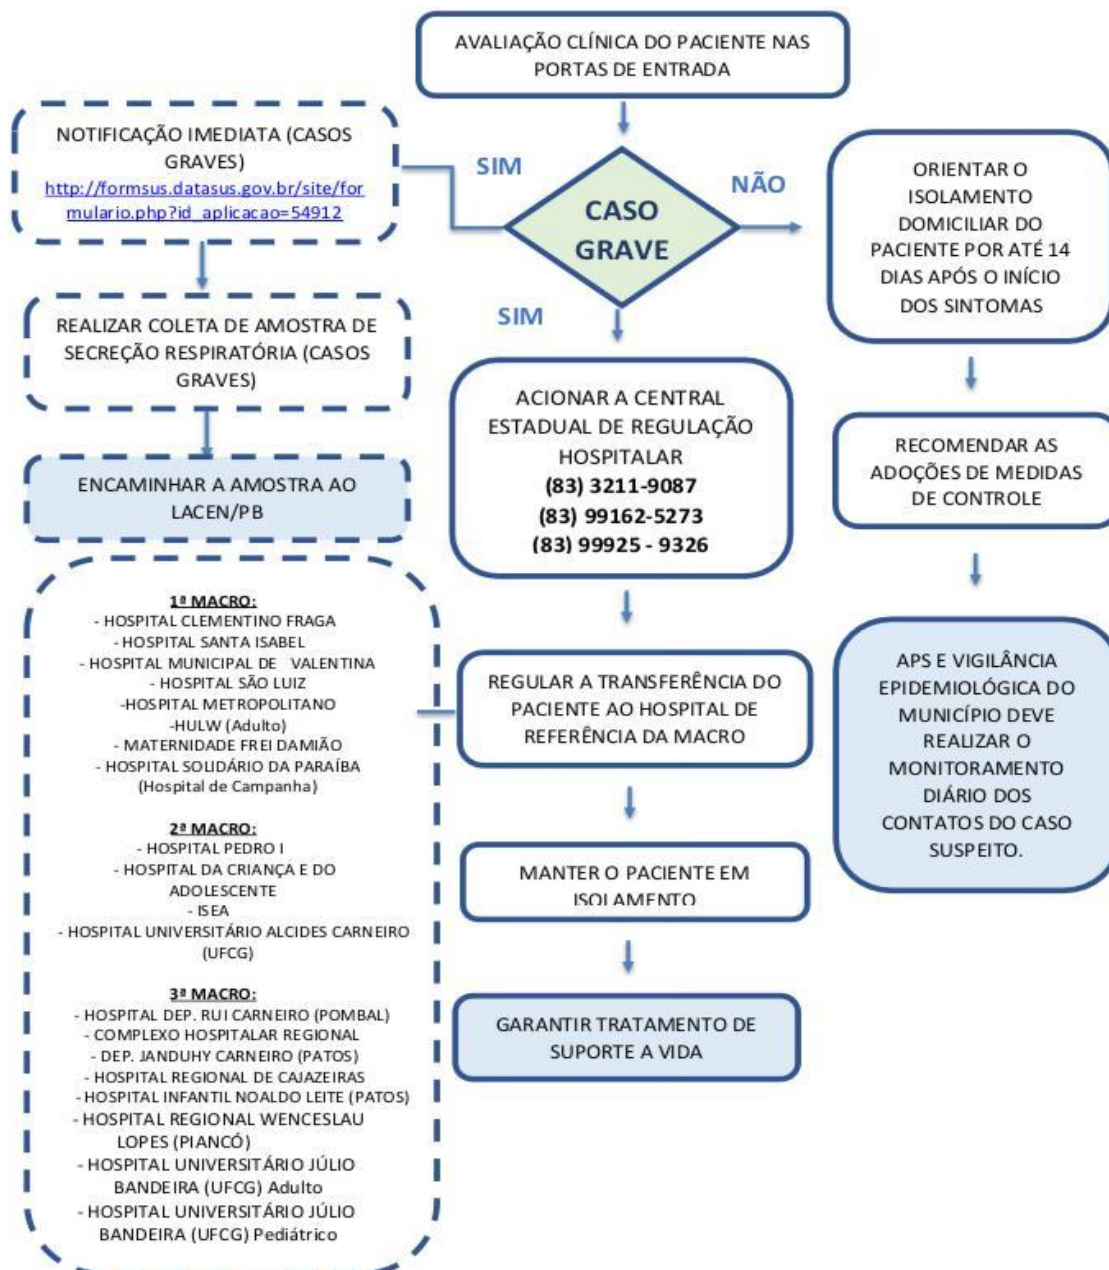 AVALIAÇÃO CLÍNICA DO PACIENTE NAS
PORTAS DE ENTRADA
CASO
GRAVE
SIM
NÃO
SIM
NOTIFICAÇÃO IMEDIATA (CASOS
GRAVES)
http://formsus.datasus.gov.br/site/for
mulario.php?id_aplicacao=54912
REALIZAR COLETA DE AMOSTRA DE
SECREÇÃO RESPIRATÓRIA (CASOS
GRAVES)
ENCAMINHAR A AMOSTRA AO
LACEN/PB
ACIONAR A CENTRAL
ESTADUAL DE REGULAÇÃO
HOSPITALAR
(83) 3211-9087
(83) 99162-5273
(83) 99925 - 9326
REGULAR A TRANSFERÊNCIA DO
PACIENTE AO HOSPITAL DE
REFERÊNCIA DA MACRO
MANTER O PACIENTE EM
ISOLAMENTO
GARANTIR TRATAMENTO DE
SUPORTE A VIDA
ORIENTAR O
ISOLAMENTO
DOMICILIAR DO
PACIENTE POR ATÉ 14
DIAS APÓS O INÍCIO
DOS SINTOMAS
RECOMENDAR AS
ADOÇÕES DE MEDIDAS
DE CONTROLE
APS E VIGILÂNCIA
EPIDEMIOLÓGICA DO
MUNICÍPIO DEVE
REALIZAR O
MONITORAMENTO
DIÁRIO DOS
CONTATOS DO CASO
SUSPEITO.
1ª MACRO:
- HOSPITAL CLEMENTINO FRAGA
- HOSPITAL SANTA ISABEL
- HOSPITAL MUNICIPAL DE VALENTINA
- HOSPITAL SÃO LUIZ
-HOSPITAL METROPOLITANO
-HULW (Adulto)
- MATERNIDADE FREI DAMIÃO
- HOSPITAL SOLIDÁRIO DA PARAÍBA
(Hospital de Campanha)
2ª MACRO:
- HOSPITAL PEDRO I
- HOSPITAL DA CRIANÇA E DO
ADOLESCENTE
- ISEA
- HOSPITAL UNIVERSITÁRIO ALCIDES CARNEIRO
(UFCG)
3ª MACRO:
- HOSPITAL DEP. RUI CARNEIRO (POMBAL)
- COMPLEXO HOSPITALAR REGIONAL
- DEP. JANDUHY CARNEIRO (PATOS)
- HOSPITAL REGIONAL DE CAJAZEIRAS
- HOSPITAL INFANTIL NOALDO LEITE (PATOS)
- HOSPITAL REGIONAL WENCESLAU
LOPES (PIANCÓ)
- HOSPITAL UNIVERSITÁRIO JÚLIO
BANDEIRA (UFCG) Adulto
- HOSPITAL UNIVERSITÁRIO JÚLIO
BANDEIRA (UFCG) Pediátrico